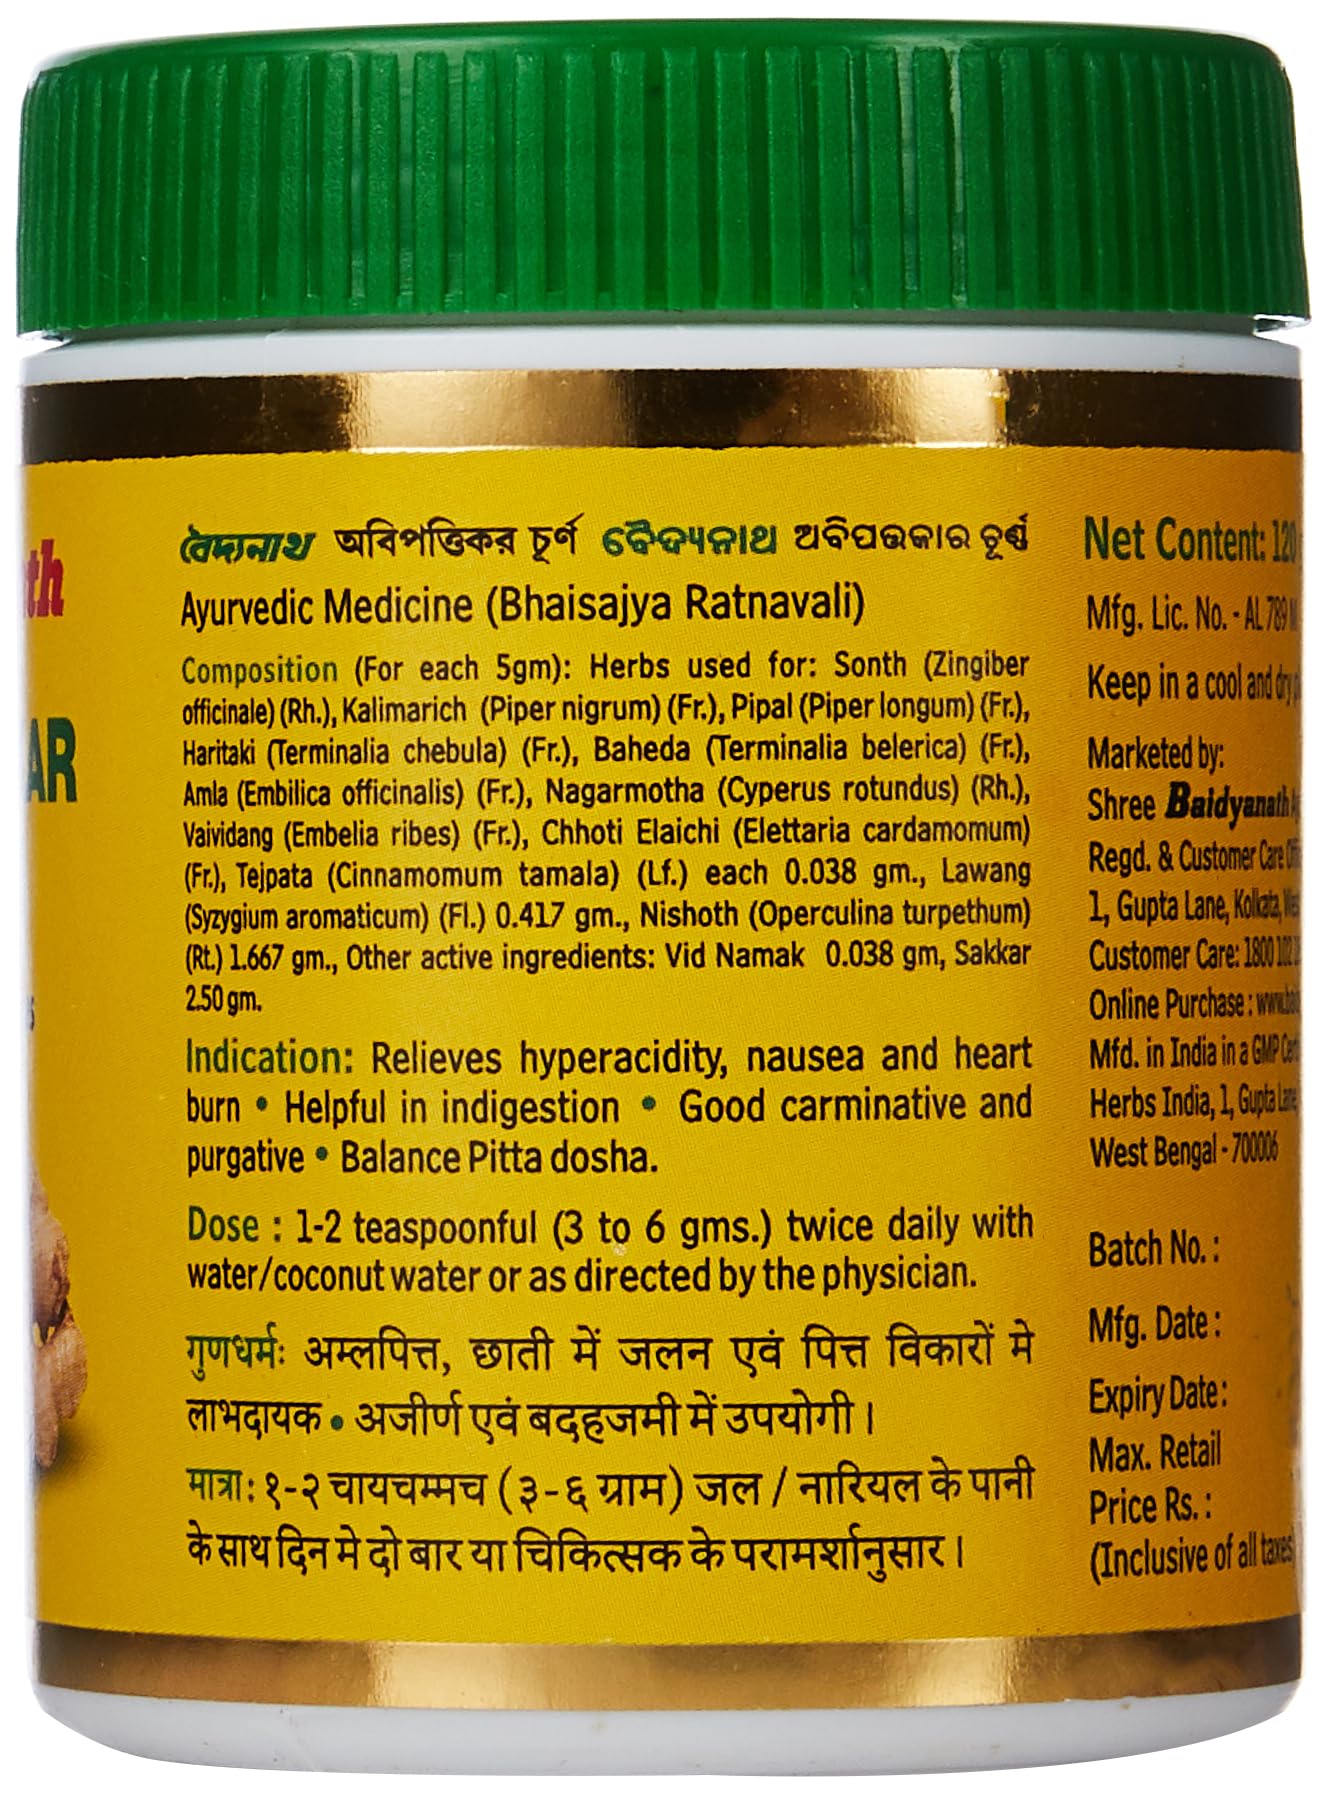 বৈদ্যনাথ অবিপত্তিকর চূর্ণ ବୈଦ୍ୟନାଥ ଅବିପତ୍ତକାର ଚୂର୍ଣ୍ଣ
Ayurvedic Medicine (Bhaisajya Ratnavali)
Composition (For each 5gm): Herbs used for: Sonth (Zingiber
officinale) (Rh.), Kalimarich (Piper nigrum) (Fr.), Pipal (Piper longum) (Fr.),
Haritaki (Terminalia chebula) (Fr.), Baheda (Terminalia belerica) (Fr.),
Amla (Embilica officinalis) (Fr.), Nagarmotha (Cyperus rotundus) (Rh.),
Vaividang (Embelia ribes) (Fr.), Chhoti Elaichi (Elettaria cardamomum)
(Fr.), Tejpata (Cinnamomum tamala) (Lf.) each 0.038 gm., Lawang
(Syzygium aromaticum) (Fl.) 0.417 gm., Nishoth (Operculina turpethum)
(Rt.) 1.667 gm., Other active ingredients: Vid Namak 0.038 gm, Sakkar
2.50 gm.
Indication: Relieves hyperacidity, nausea and heart
burn • Helpful in indigestion • Good carminative and
purgative • Balance Pitta dosha.
Dose : 1-2 teaspoonful (3 to 6 gms.) twice daily with
water/coconut water or as directed by the physician.
गुणधर्मः अम्लपित्त, छाती में जलन एवं पित्त विकारों मे
लाभदायक • अजीर्ण एवं बदहजमी में उपयोगी।
मात्रा: १-२ चायचम्मच (३-६ ग्राम) जल / नारियल के पानी
के साथ दिन मे दो बार या चिकित्सक के परामर्शानुसार।
Net Content: 120
Mfg. Lic. No. - AL 789
Keep in a cool and dry
Marketed by:
Shree Baidyanath
Regd. & Customer Care
1, Gupta Lane, Kolkata,
Customer Care: 1800 102
Online Purchase :
Mfd. in India in a GMP
Herbs India, 1, Gupta Lane,
West Bengal - 700006
Batch No. :
Mfg. Date :
Expiry Date :
Max. Retail
Price Rs. :
(Inclusive of all taxes)